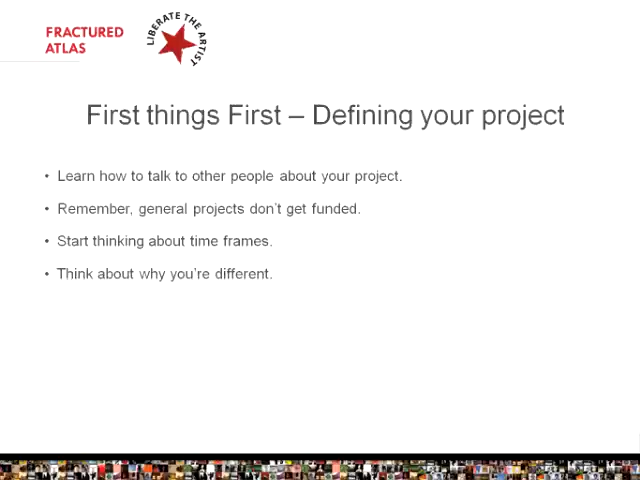 FRACTURED
ATLAS
LIBERATE THE ARTIST
First things First – Defining your project
• Learn how to talk to other people about your project.
• Remember, general projects don’t get funded.
• Start thinking about time frames.
• Think about why you’re different.